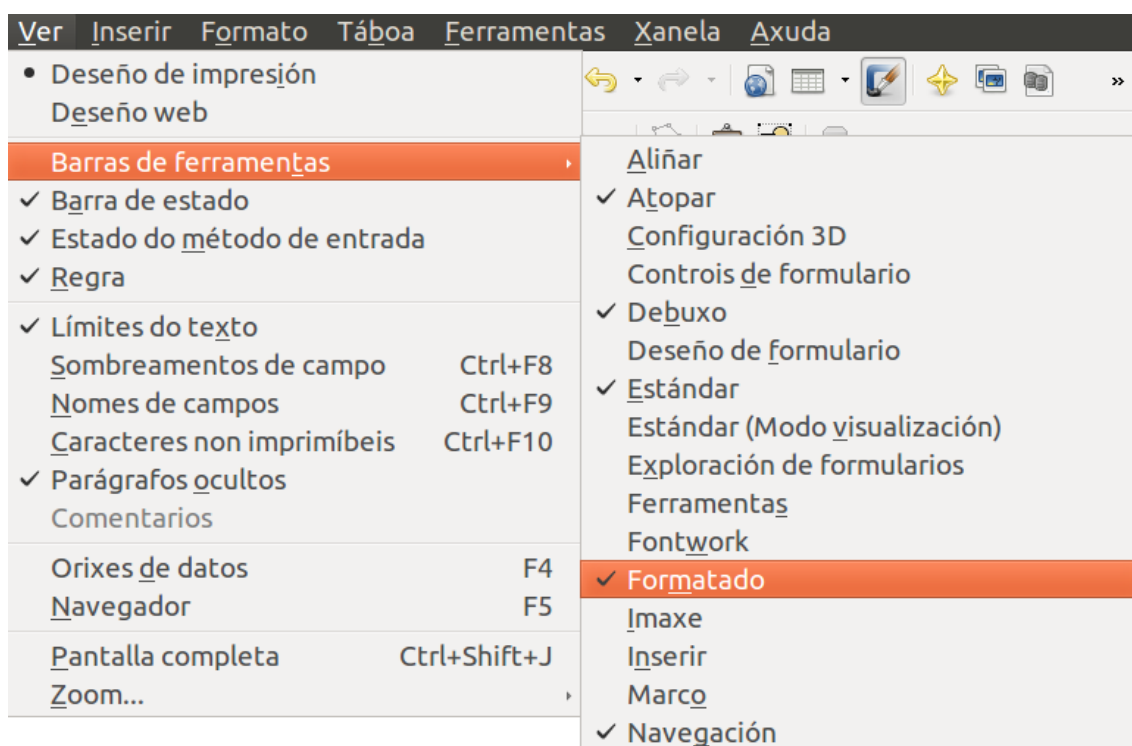 Ver Inserir Formato Táboa Ferramentas Xanela Axuda
Deseño de impresión
Deseño web
Barras de ferramentas
Barra de estado
Estado do método de entrada
Regra
Límites do texto
Sombreamentos de campo Ctrl+F8
Nomes de campos Ctrl+F9
Caracteres non imprimíbeis Ctrl+F10
Parágrafos ocultos
Comentarios
Orixes de datos F4
Navegador F5
Pantalla completa Ctrl+Shift+J
Zoom...
Aliñar
Atopar
Configuración 3D
Controis de formulario
Debuxo
Deseño de formulario
Estándar
Estándar (Modo visualización)
Exploración de formularios
Ferramentas
Fontwork
Formatado
Imaxe
Inserir
Marco
Navegación